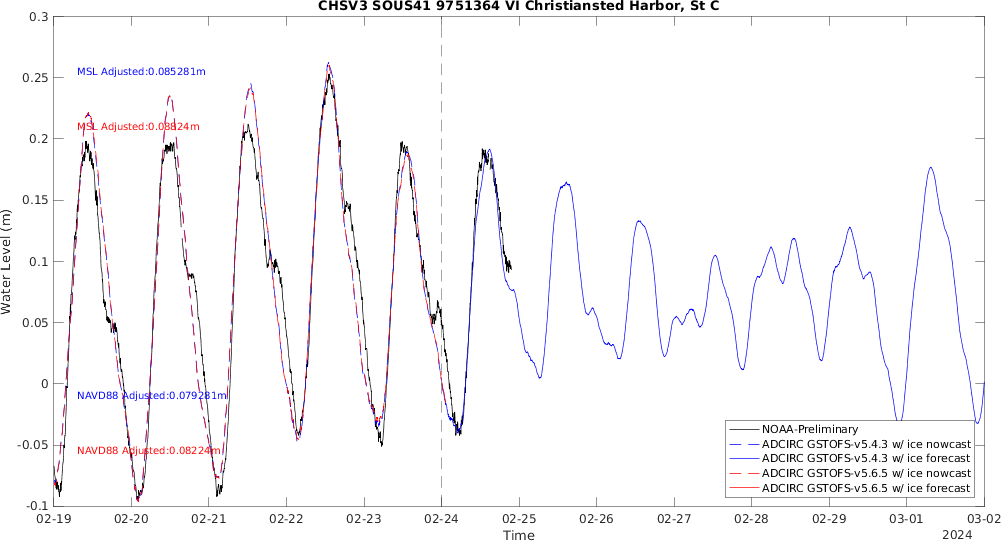 CHSV3 SOUS41 9751364 VI Christiansted Harbor, St C
0.3
0.25
0.2
0.15
0.1
0.05
0
-0.05
-0.1
Water Level (m)
MSL Adjusted:0.085281m
MSL Adjusted:0.08824m
NAVD88 Adjusted:0.079281m
NAVD88 Adjusted:0.08224m
NOAA-Preliminary
ADCIRC GSTOFS-v5.4.3 w/ ice nowcast
ADCIRC GSTOFS-v5.4.3 w/ ice forecast
ADCIRC GSTOFS-v5.6.5 w/ ice nowcast
ADCIRC GSTOFS-v5.6.5 w/ ice forecast
02-19 02-20 02-21 02-22 02-23 02-24 02-25 02-26 02-27 02-28 02-29 03-01 03-02
Time
2024